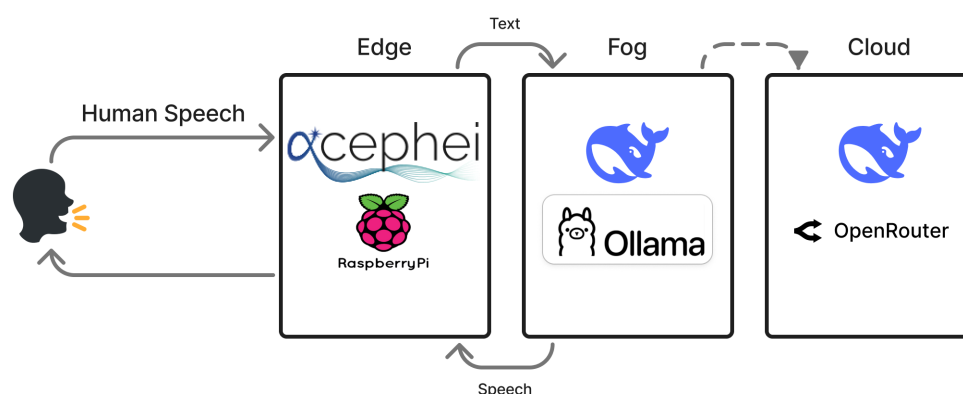 Text
Edge
Fog
Cloud
Human Speech
αcephei
RaspberryPi
Ollama
OpenRouter
Speech